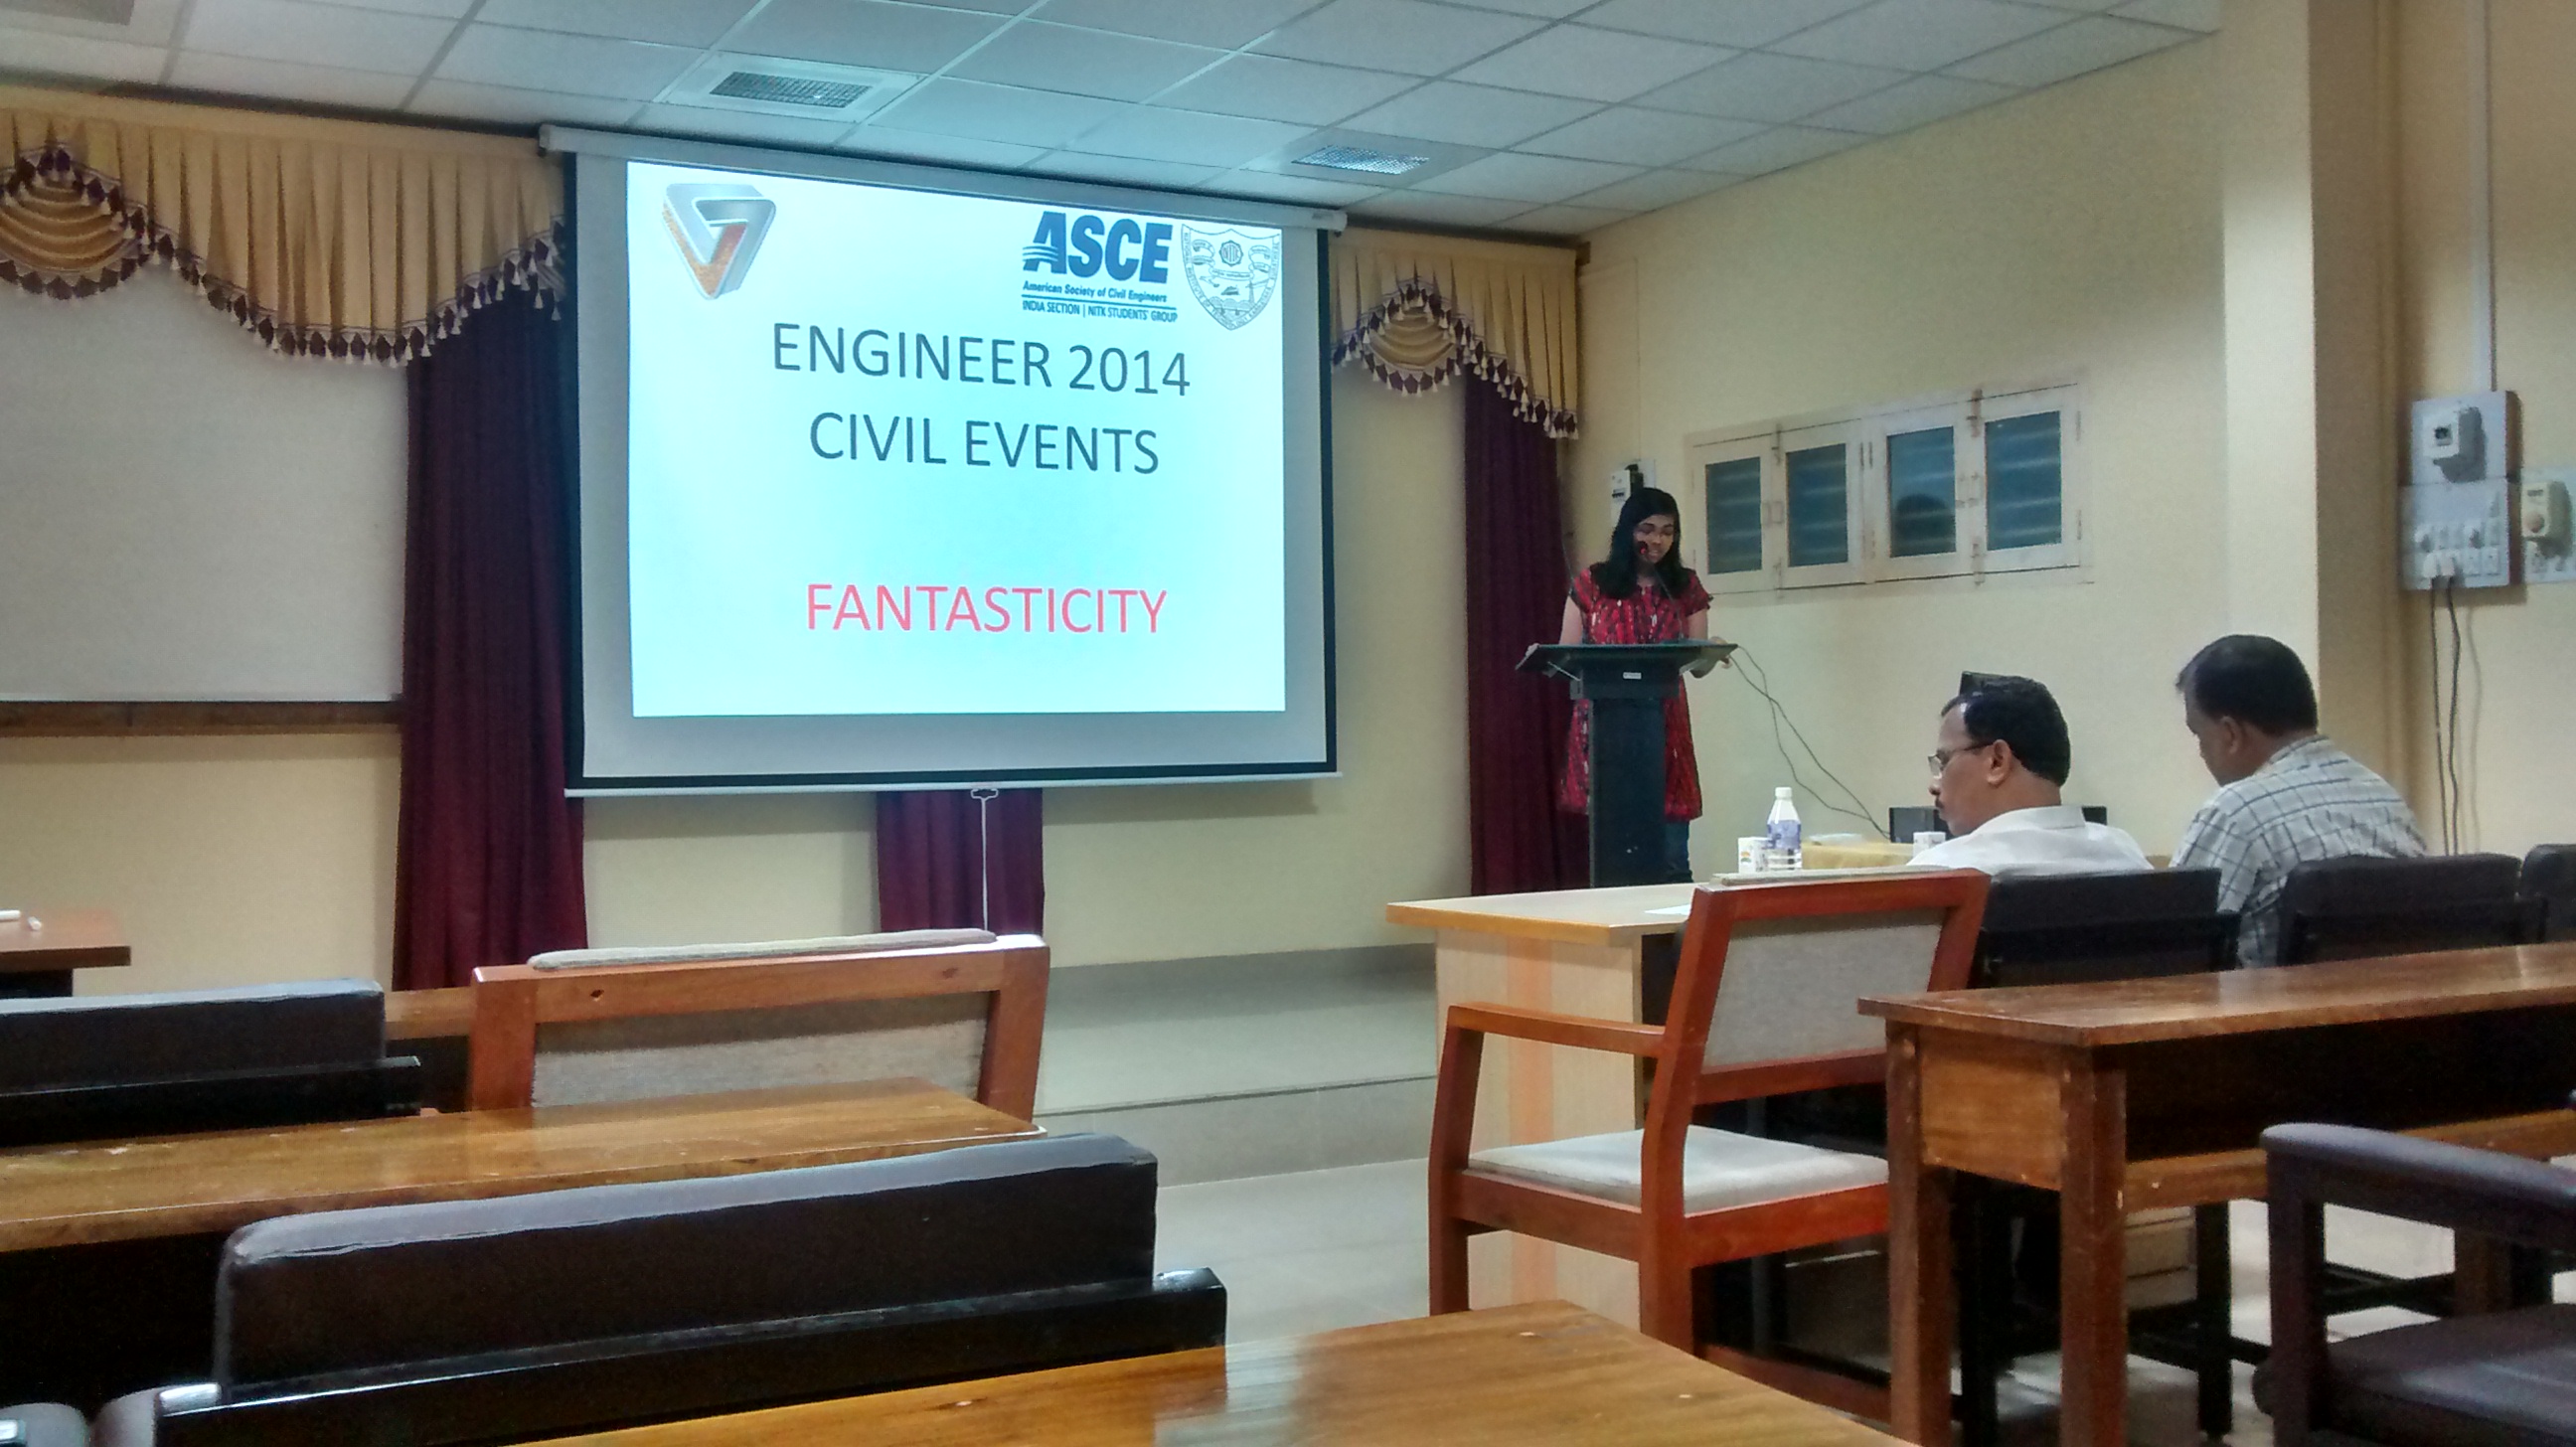 ASCE
American Society of Civil Engineers
INDIA SECTION | NITK STUDENTS' GROUP
ENGINEER 2014
CIVIL EVENTS
FANTASTICITY